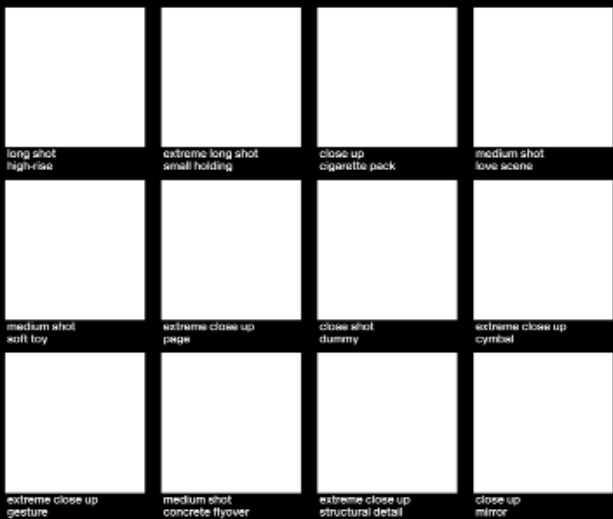 long shot
high-rise
extreme long shot
small holding
close up
cigarette pack
medium shot
love scene
medium shot
soft toy
extreme close up
page
close shot
dummy
extreme close up
cymbal
extreme close up
gesture
medium shot
concrete flyover
extreme close up
structural detail
close up
mirror